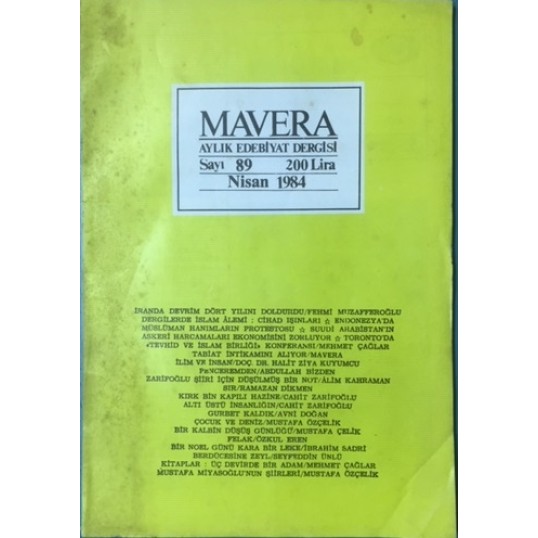 MAVERA
AYLIK EDEBİYAT DERGİSİ
Sayı 89 200 Lira
Nisan 1984
İRANDA DEVRİM DÖRT YILINI DOLDURDU/FEHMİ MUZAFFEROĞLU
DERGİLERDE İSLAM ÂLEMİ : CİHAD IŞINLARI ☆ ENDONEZYA'DA
MÜSLÜMAN HANIMLARIN PROTESTOSU ☆ SUUDİ ARABİSTAN'IN
ASKERİ HARCAMALARI EKONOMİSİNİ ZORLUYOR ☆ TORONTO'DA
«TEVHİD VE İSLAM BİRLİĞİ» KONFERANSI/MEHMET ÇAĞLAR
TABİAT İNTİKAMINI ALIYOR/MAVERA
İLİM VE İNSAN/DOÇ. DR. HALİT ZİYA KUYUMCU
PENCEREMDEN/ABDULLAH BİZDEN
ZARİFOĞLU ŞİİRİ İÇİN DÜŞÜLMÜŞ BİR NOT/ÂLİM KAHRAMAN
SIR/RAMAZAN DİKMEN
KIRK BİN KAPILI HAZİNE/CAHİT ZARİFOĞLU
ALTI ÜSTÜ İNSANLIĞIN/CAHİT ZARİFOĞLU
GURBET KALDIK/AVNİ DOĞAN
ÇOCUK VE DENİZ/MUSTAFA ÖZÇELİK
BİR KALBİN DÜŞÜŞ GÜNLÜĞÜ/MUSTAFA ÇELİK
FELAK/ÖZKUL EREN
BİR NOEL GÜNÜ KARA BİR LEKE/İBRAHİM SADRİ
BERDÜCESİNE ZEYL/SEYFEDDİN ÜNLÜ
KİTAPLAR : ÜÇ DEVİRDE BİR ADAM/MEHMET ÇAĞLAR
MUSTAFA MİYASOĞLU'NUN ŞİİRLERİ/MUSTAFA ÖZÇELİK